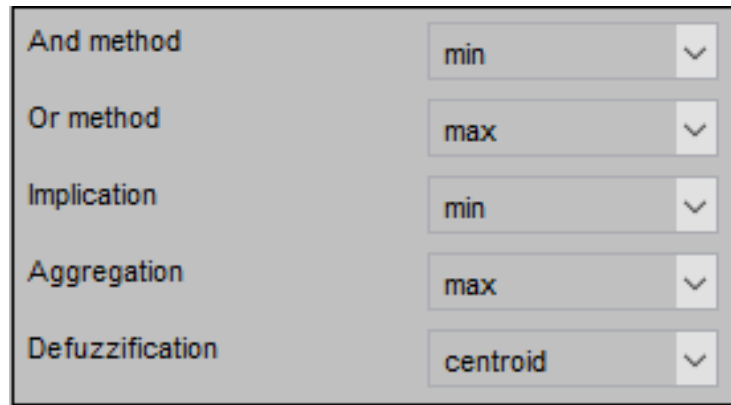 And method min
Or method max
Implication min
Aggregation max
Defuzzification centroid